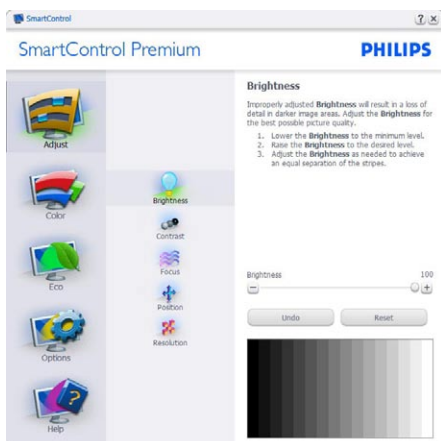 SmartControl
SmartControl Premium
PHILIPS
Adjust
Color
Eco
Options
Help
Brightness
Contrast
Focus
Position
Resolution
Brightness
Improperly adjusted Brightness will result in a loss of
detail in darker image areas. Adjust the Brightness for
the best possible picture quality.
1. Lower the Brightness to the minimum level.
2. Raise the Brightness to the desired level.
3. Adjust the Brightness as needed to achieve
an equal separation of the stripes.
Brightness 100
Undo Reset